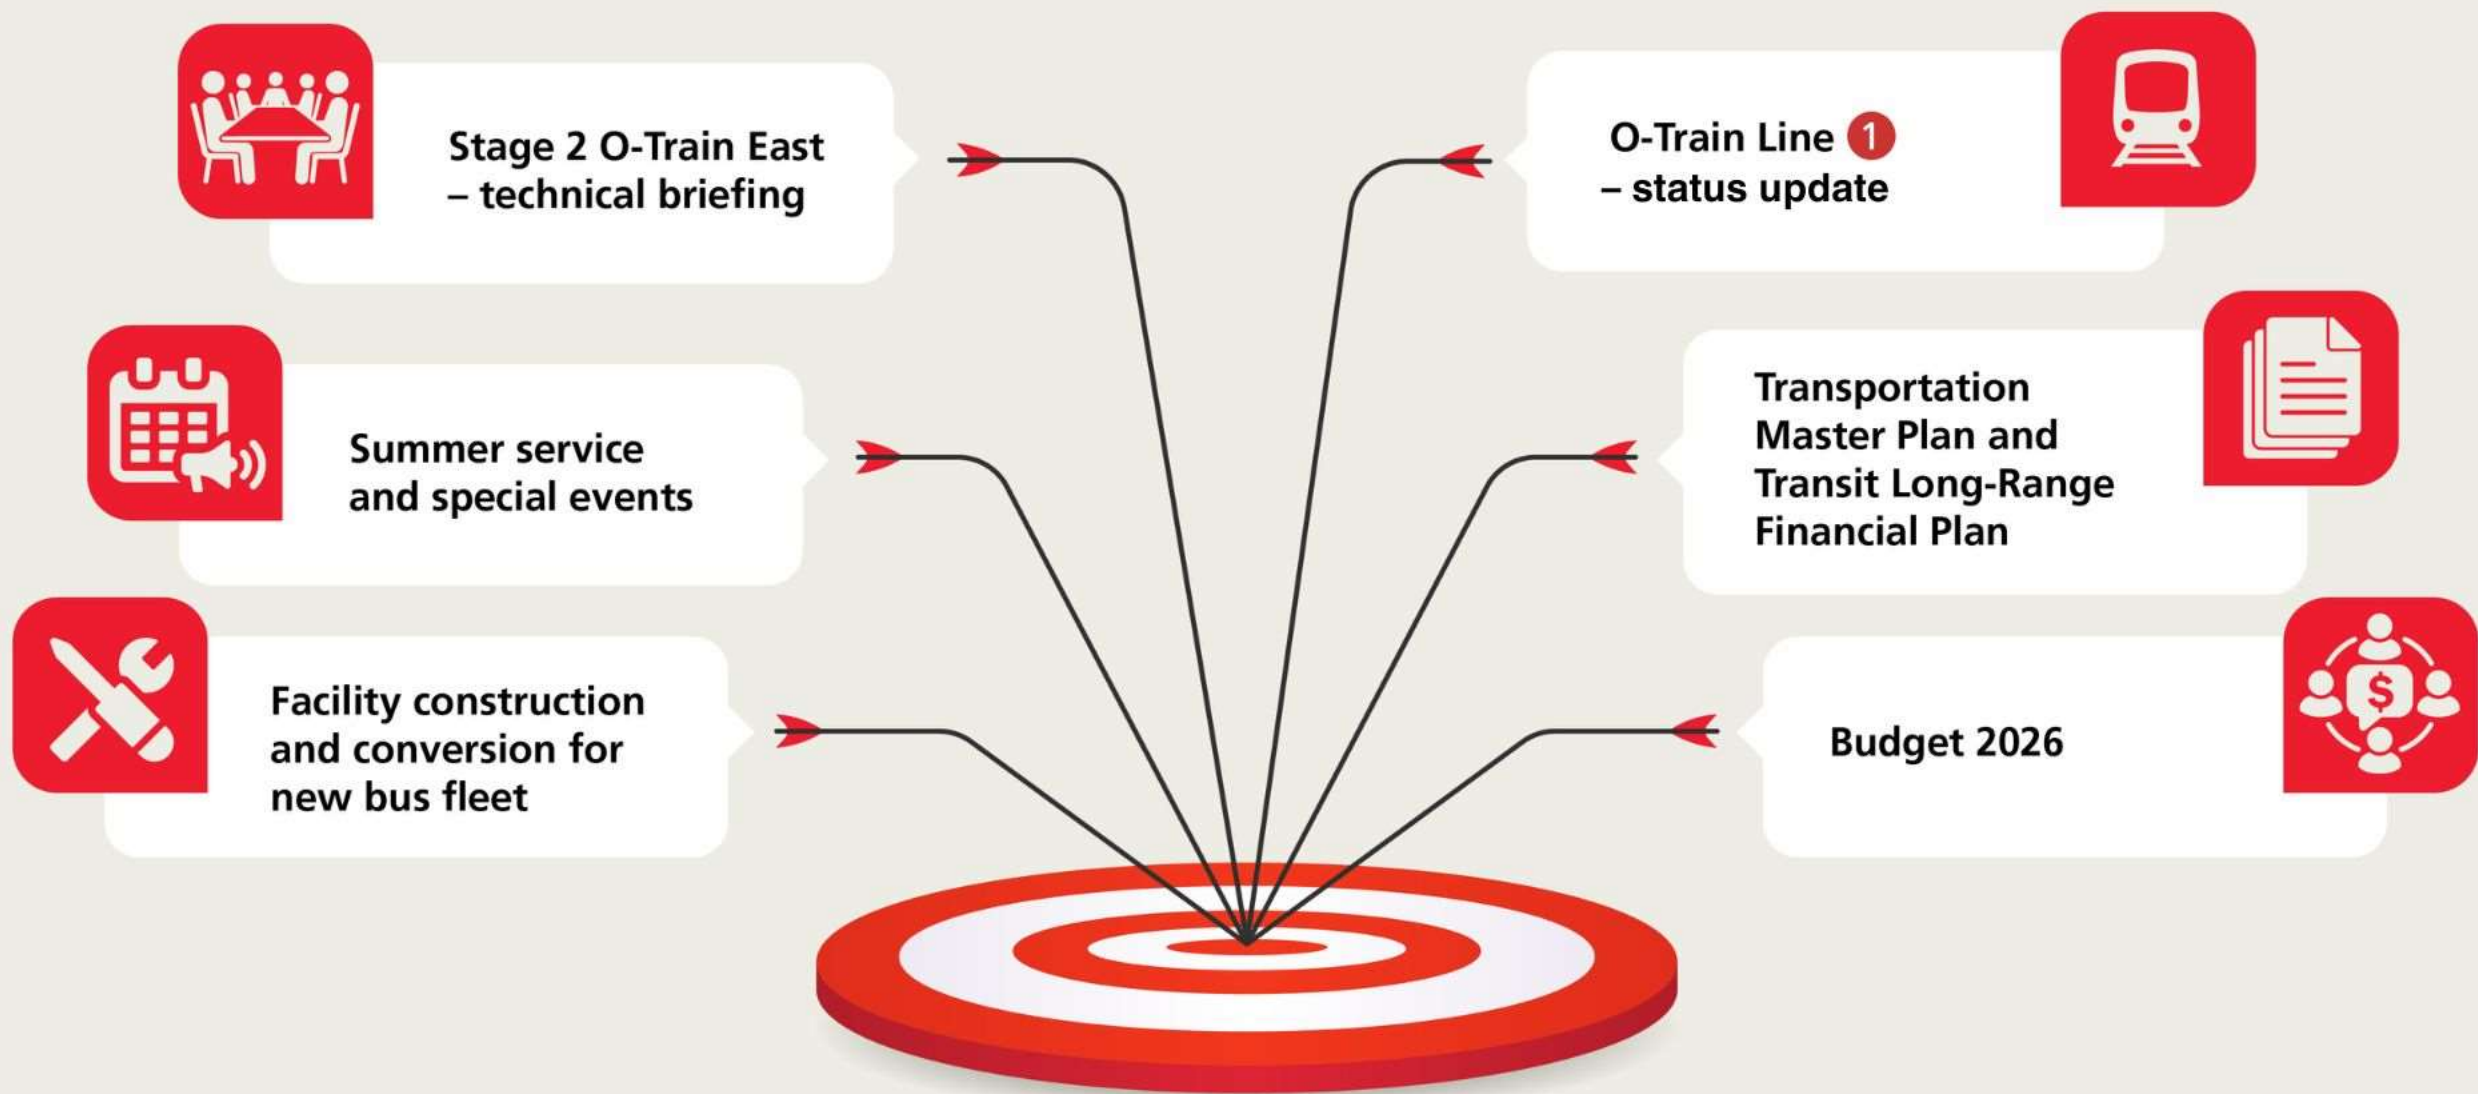 Stage 2 O-Train East
– technical briefing
Summer service
and special events
Facility construction
and conversion for
new bus fleet
O-Train Line 1
– status update
Transportation
Master Plan and
Transit Long-Range
Financial Plan
Budget 2026
$